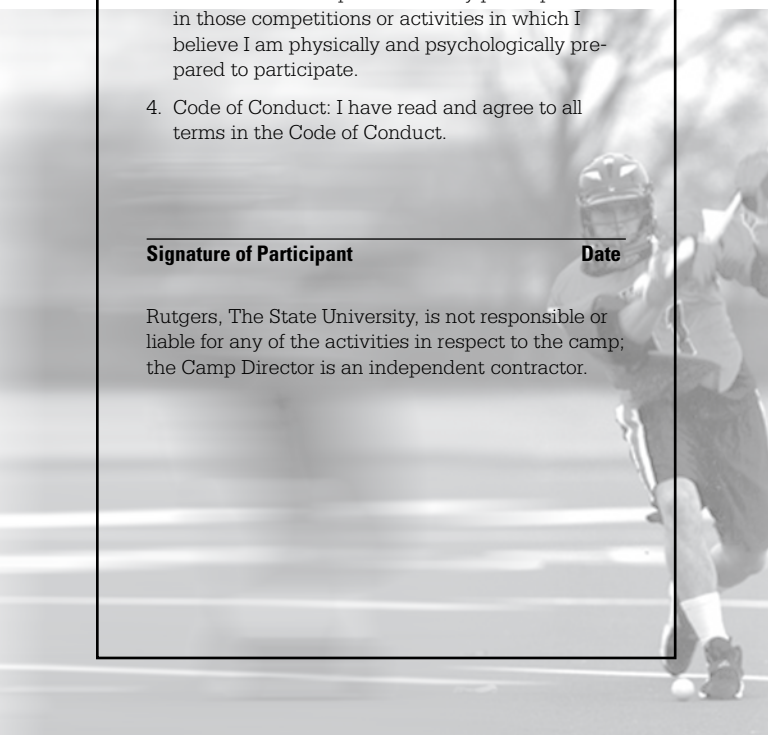 in those competitions or activities in which I
believe I am physically and psychologically pre-
pared to participate.
4. Code of Conduct: I have read and agree to all
terms in the Code of Conduct.
Signature of Participant Date
Rutgers, The State University, is not responsible or
liable for any of the activities in respect to the camp;
the Camp Director is an independent contractor.